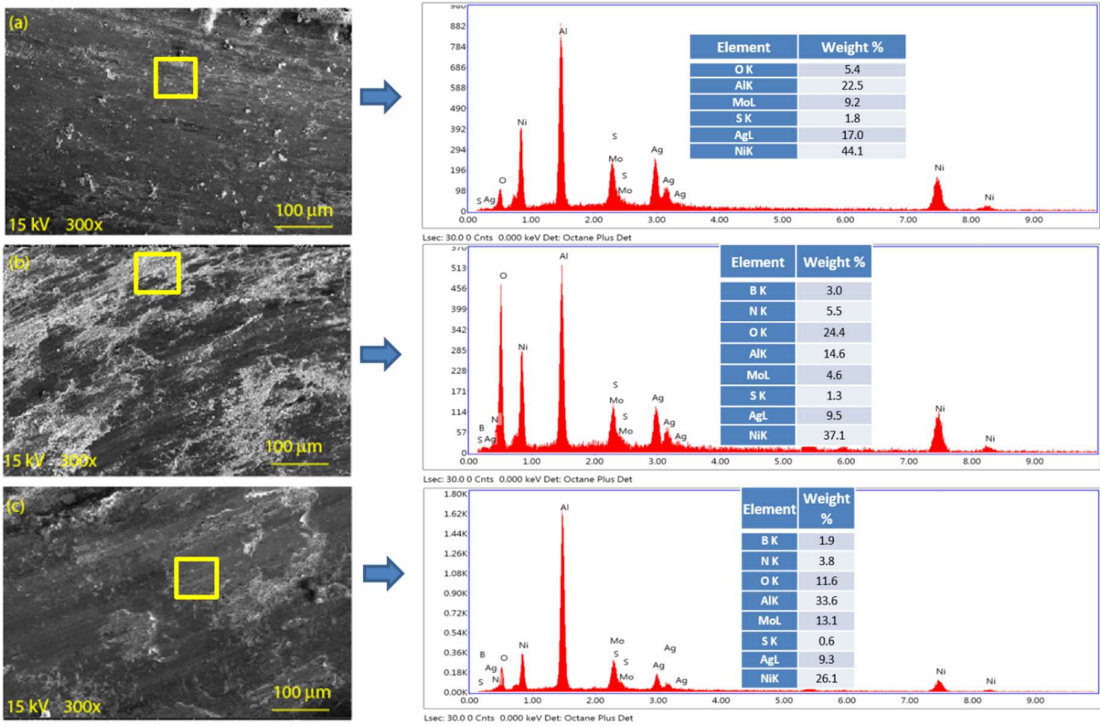 (a)
15 kV 300x
100 μm
980
882
784
686
588
490
392
294
196
98
0
Al
Ni
O
S Ag
S
Mo
S
Mo
Ag
Ag
Ag
Ni
Ni
0.00 1.00 2.00 3.00 4.00 5.00 6.00 7.00 8.00 9.00
Lsec: 30.0 0 Cnts 0.000 keV Det: Octane Plus Det
Element Weight %
O K 5.4
AlK 22.5
MoL 9.2
S K 1.8
AgL 17.0
NiK 44.1
(b)
15 kV 300x
100 μm
570
513
456
399
342
285
228
171
114
57
0
O
Al
Ni
B
N
S Ag
S
Mo
S
Mo
Ag
Ag
Ag
Ni
Ni
0.00 1.00 2.00 3.00 4.00 5.00 6.00 7.00 8.00 9.00
Lsec: 30.0 0 Cnts 0.000 keV Det: Octane Plus Det
Element Weight %
B K 3.0
N K 5.5
O K 24.4
AlK 14.6
MoL 4.6
S K 1.3
AgL 9.5
NiK 37.1
(c)
15 kV 300x
100 μm
1.80K
1.62K
1.44K
1.26K
1.08K
0.90K
0.72K
0.54K
0.36K
0.18K
0.00K
Al
Ni
B
O
Ag
S
N
Mo
S
S
Mo
Ag
Ag
Ag
Ni
Ni
0.00 1.00 2.00 3.00 4.00 5.00 6.00 7.00 8.00 9.00
Lsec: 30.0 0 Cnts 0.000 keV Det: Octane Plus Det
Element Weight
%
B K 1.9
N K 3.8
O K 11.6
AlK 33.6
MoL 13.1
S K 0.6
AgL 9.3
NiK 26.1